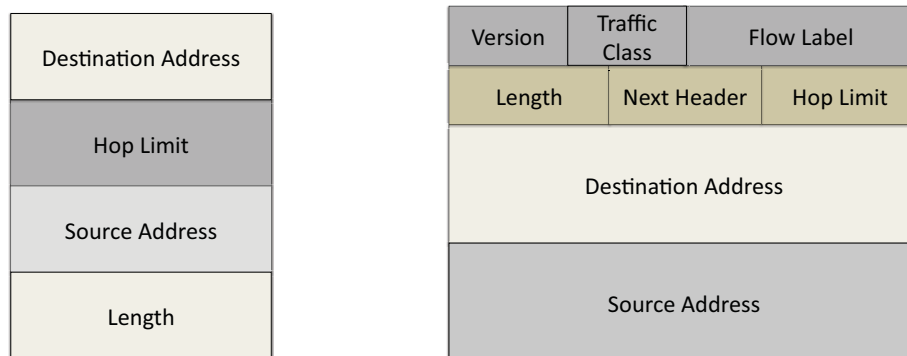 Destination Address
Hop Limit
Source Address
Length
Version
Traffic
Class
Flow Label
Length
Next Header
Hop Limit
Destination Address
Source Address